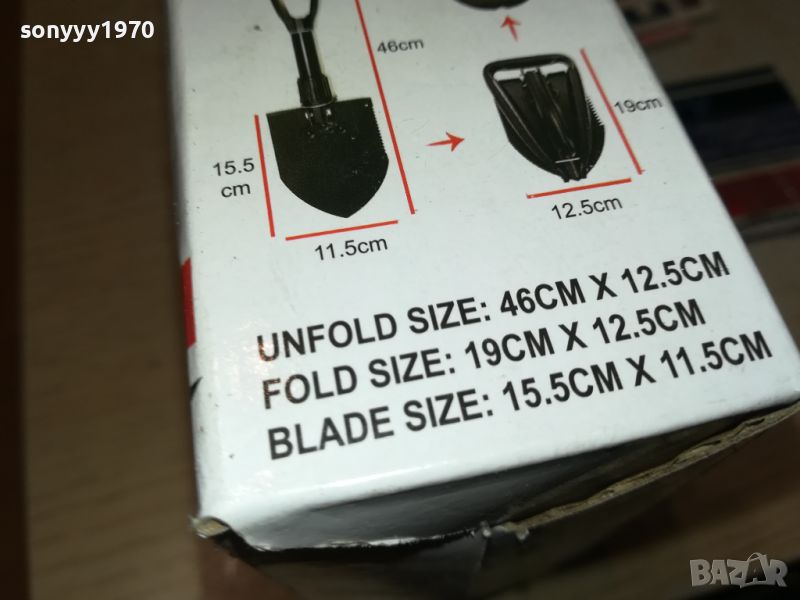 sonyyy1970
46cm
19cm
15.5
cm
11.5cm
12.5cm
UNFOLD SIZE: 46CM X 12.5CM
FOLD SIZE: 19CM X 12.5CM
BLADE SIZE: 15.5CM X 11.5CM
BAZAR